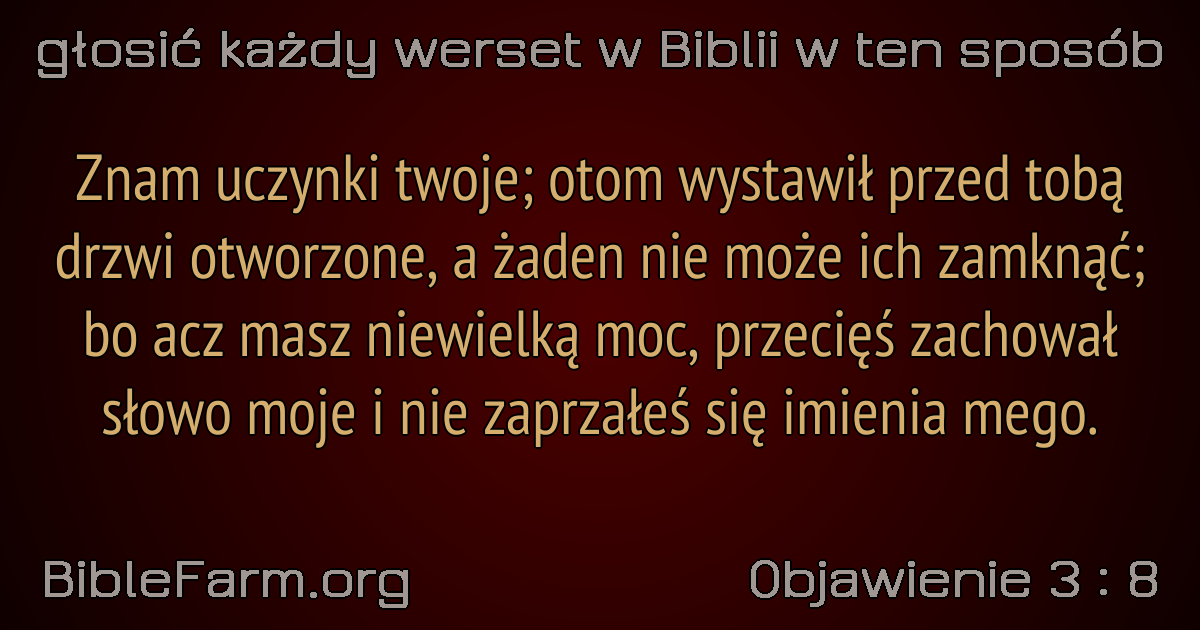 głosić każdy werset w Biblii w ten sposób
Znam uczynki twoje; otom wystawił przed tobą
drzwi otworzone, a żaden nie może ich zamknąć;
bo acz masz niewielką moc, przecięś zachował
słowo moje i nie zaprzałeś się imienia mego.
BibleFarm.org
Objawienie 3 : 8